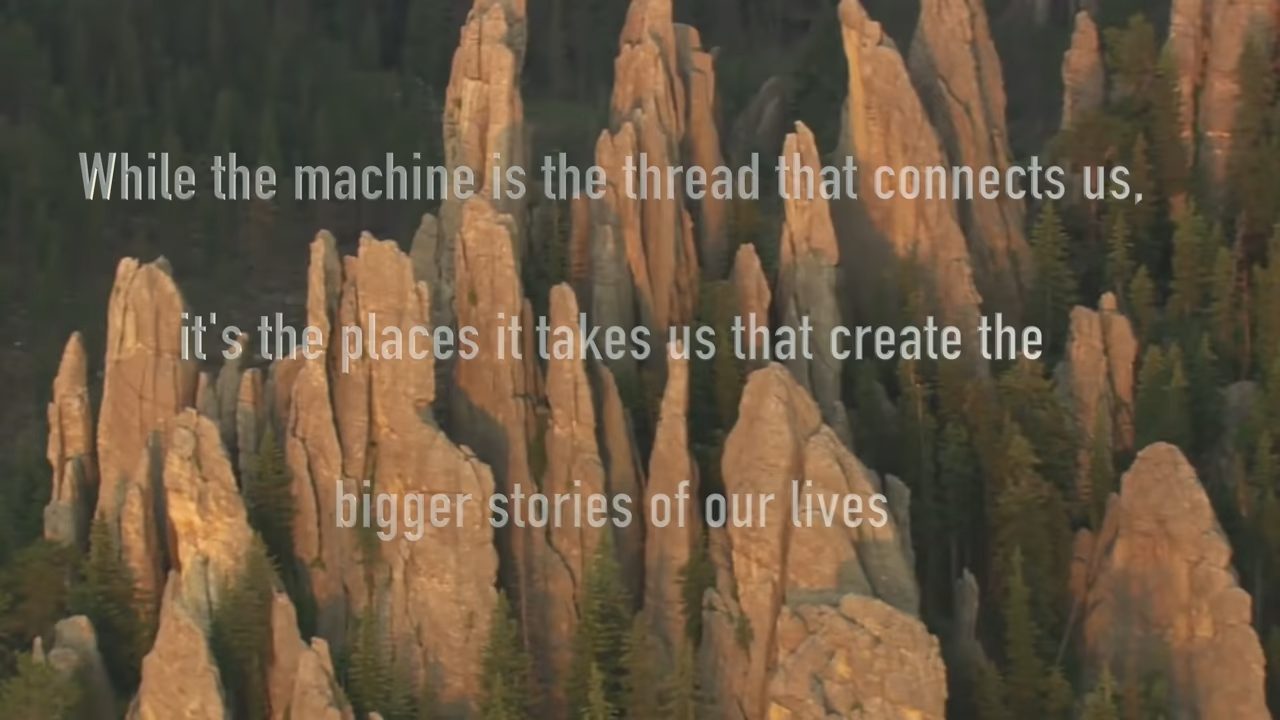 While the machine is the thread that connects us,
it's the places it takes us that create the
bigger stories of our lives